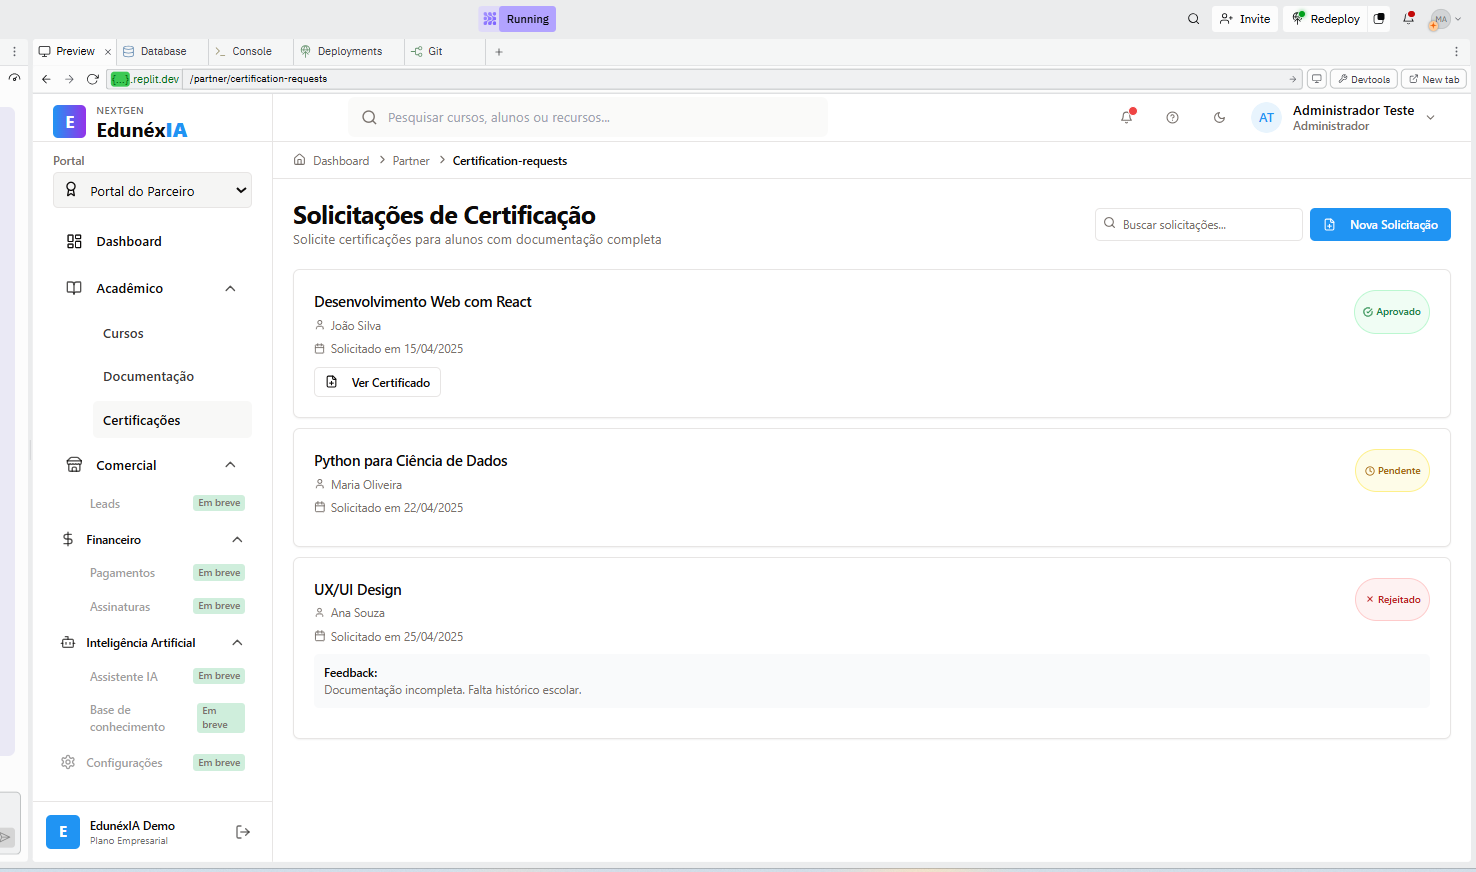 Running
Invite
Redeploy
MA
Preview
Database
Console
Deployments
Git
{...}.replit.dev
/partner/certification-requests
Devtools
New tab
E
NEXTGEN
EdunéxIA
Pesquisar cursos, alunos ou recursos...
AT
Administrador Teste
Administrador
Portal
Portal do Parceiro
Dashboard
Acadêmico
Cursos
Documentação
Certificações
Comercial
Leads
Em breve
Financeiro
Pagamentos
Em breve
Assinaturas
Em breve
Inteligência Artificial
Assistente IA
Em breve
Base de
conhecimento
Em
breve
Configurações
Em breve
E
EdunéxIA Demo
Plano Empresarial
Dashboard
Partner
Certification-requests
Solicitações de Certificação
Solicite certificações para alunos com documentação completa
Buscar solicitações...
Nova Solicitação
Desenvolvimento Web com React
João Silva
Solicitado em 15/04/2025
Ver Certificado
Aprovado
Python para Ciência de Dados
Maria Oliveira
Solicitado em 22/04/2025
Pendente
UX/UI Design
Ana Souza
Solicitado em 25/04/2025
Feedback:
Documentação incompleta. Falta histórico escolar.
Rejeitado